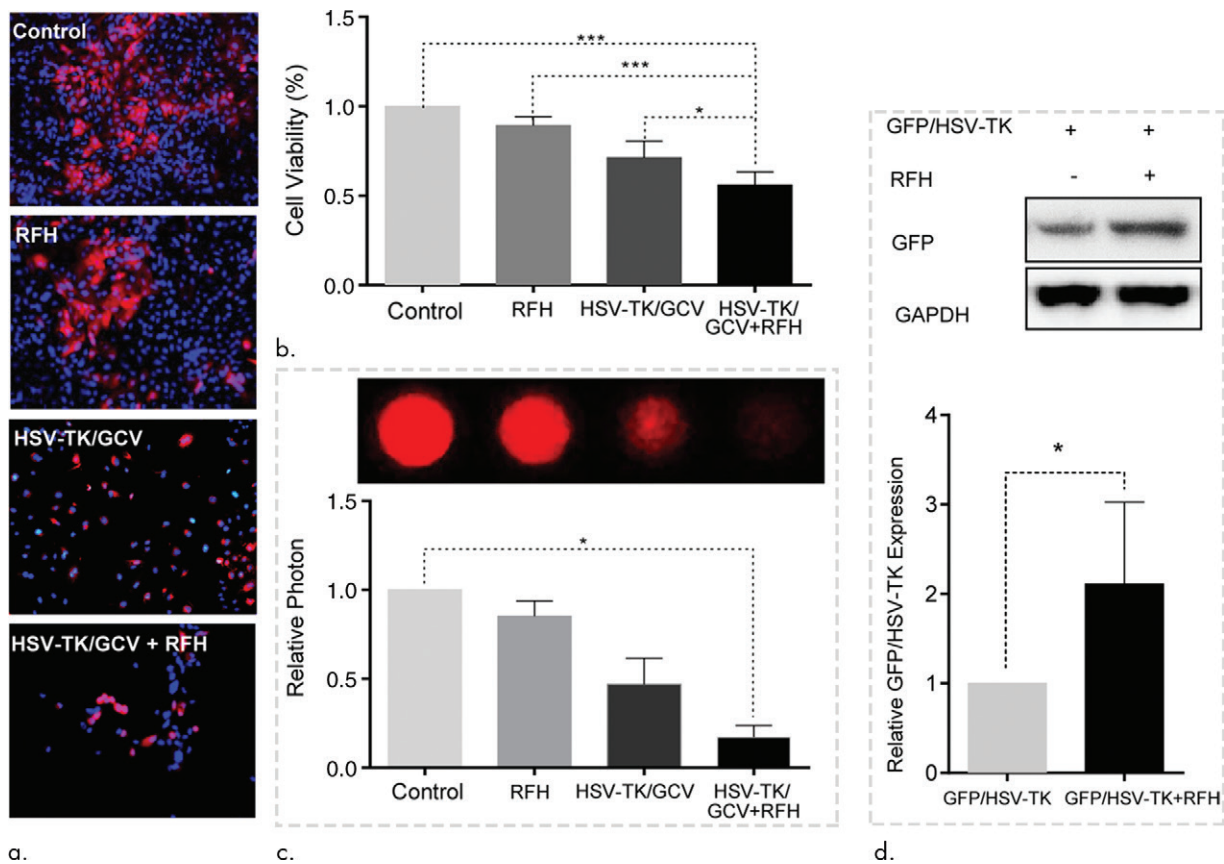 Control
RFH
HSV-TK/GCV
HSV-TK/GCV + RFH
a.
Cell Viability (%)
1.5
1.0
0.5
0.0
***
***
*
Control
RFH
HSV-TK/GCV
HSV-TK/
GCV+RFH
b.
Relative Photon
1.5
1.0
0.5
0.0
*
Control
RFH
HSV-TK/GCV
HSV-TK/
GCV+RFH
c.
GFP/HSV-TK + +
RFH - +
GFP
GAPDH
Relative GFP/HSV-TK Expression
4
3
2
1
0
*
GFP/HSV-TK
GFP/HSV-TK+RFH
d.